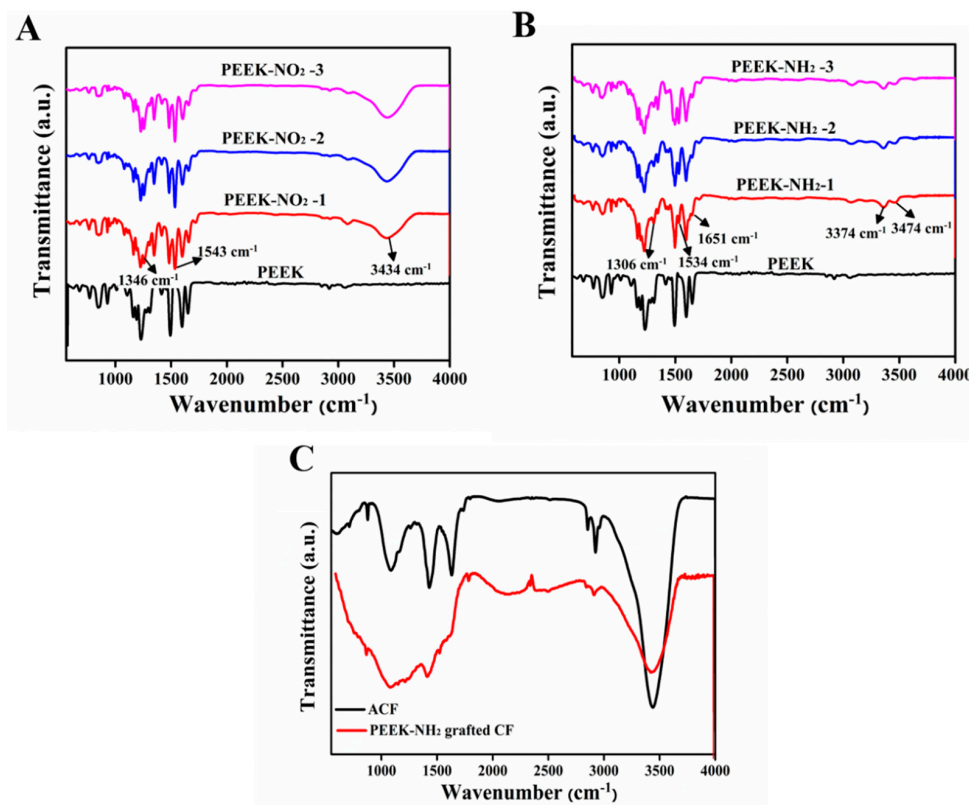 A
PEEK-NO₂ -3
PEEK-NO₂ -2
PEEK-NO₂ -1
1543 cm⁻¹
1346 cm⁻¹
3434 cm⁻¹
PEEK
Transmittance (a.u.)
1000 1500 2000 2500 3000 3500 4000
Wavenumber (cm⁻¹)
B
PEEK-NH₂ -3
PEEK-NH₂ -2
PEEK-NH₂-1
1651 cm⁻¹
3374 cm⁻¹ 3474 cm⁻¹
1306 cm⁻¹ 1534 cm⁻¹
PEEK
Transmittance (a.u.)
1000 1500 2000 2500 3000 3500 4000
Wavenumber (cm⁻¹)
C
Transmittance (a.u.)
ACF
PEEK-NH₂ grafted CF
1000 1500 2000 2500 3000 3500 4000
Wavenumber (cm⁻¹)